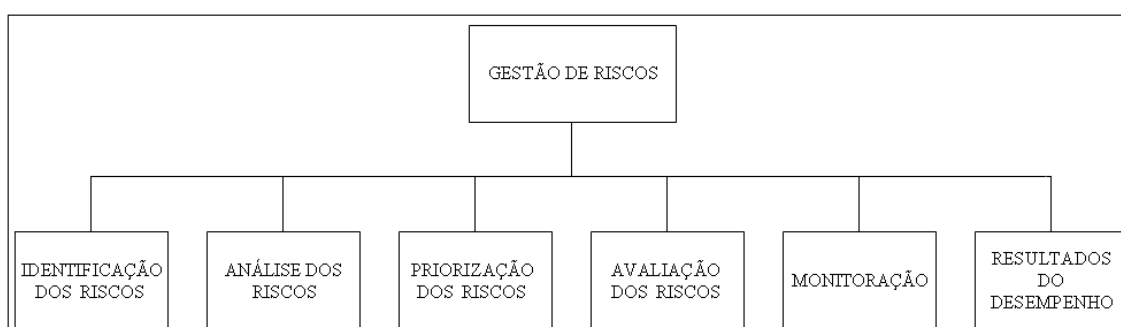 GESTÃO DE RISCOS
IDENTIFICAÇÃO
DOS RISCOS
ANÁLISE DOS
RISCOS
PRIORIZAÇÃO
DOS RISCOS
AVALIAÇÃO
DOS RISCOS
MONITORAÇÃO
RESULTADOS
DO
DESEMPENHO